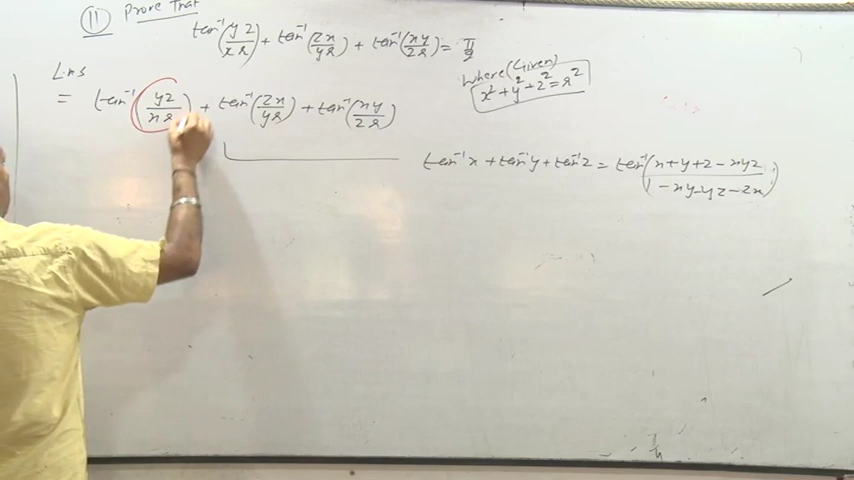 11 Prove That
tan⁻¹(yz/xr) + tan⁻¹(zx/yr) + tan⁻¹(xy/zr) = π/2
Where (Given)
x² + y² + z² = r²
L.H.S
= tan⁻¹(yz/xr) + tan⁻¹(zx/yr) + tan⁻¹(xy/zr)
tan⁻¹x + tan⁻¹y + tan⁻¹z = tan⁻¹(x+y+z-xyz/1-xy-yz-zx)